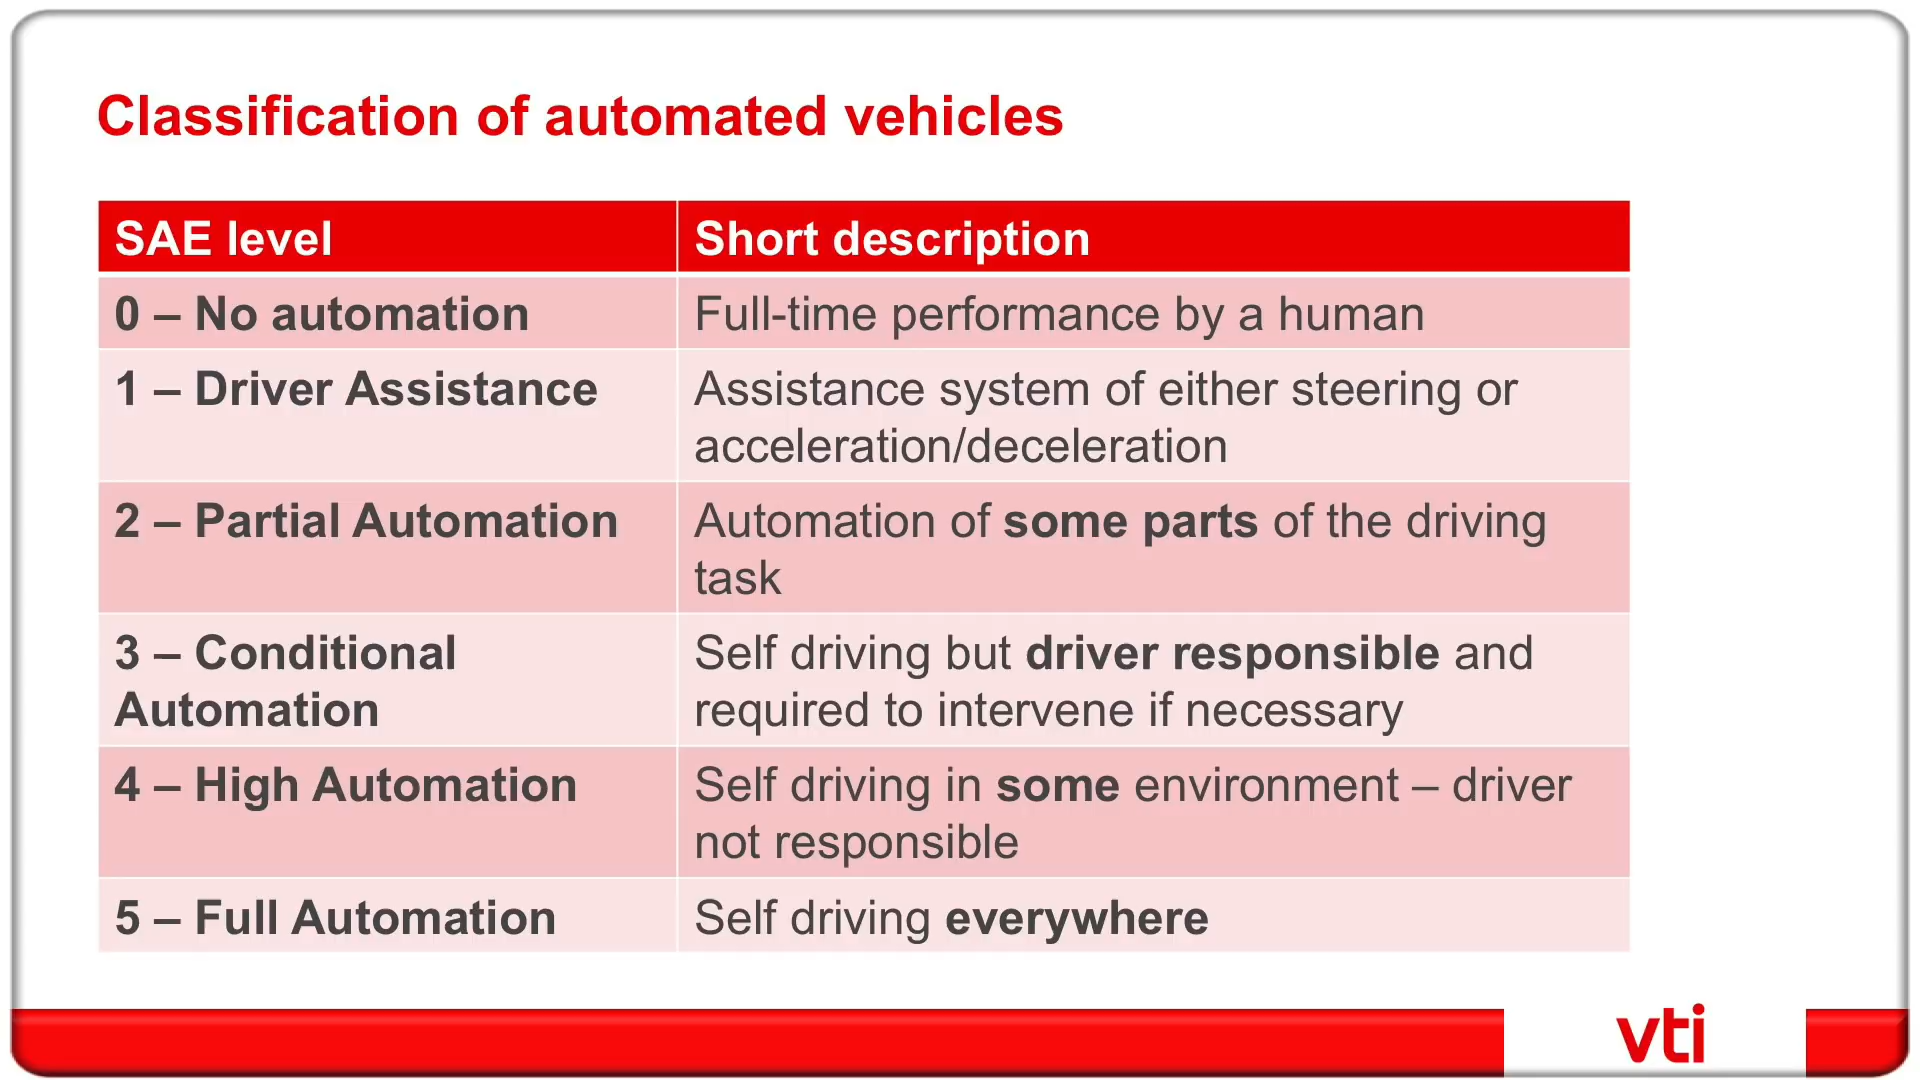 Classification of automated vehicles
SAE level
Short description
0 – No automation
Full-time performance by a human
1 – Driver Assistance
Assistance system of either steering or
acceleration/deceleration
2 – Partial Automation
Automation of some parts of the driving
task
3 – Conditional
Automation
Self driving but driver responsible and
required to intervene if necessary
4 – High Automation
Self driving in some environment – driver
not responsible
5 – Full Automation
Self driving everywhere
vti